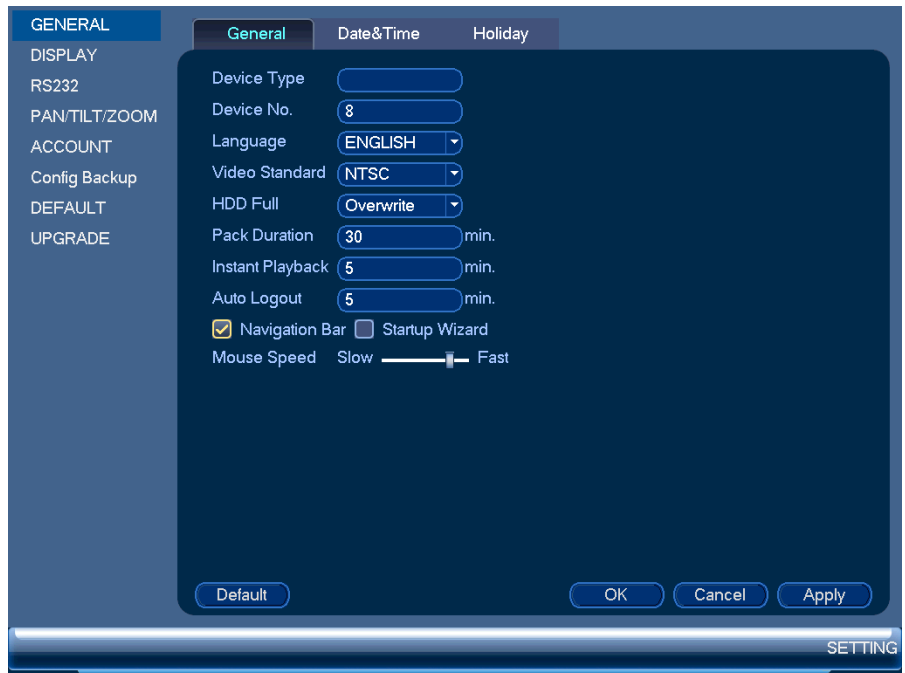 GENERAL
DISPLAY
RS232
PAN/TILT/ZOOM
ACCOUNT
Config Backup
DEFAULT
UPGRADE
General Date&Time Holiday
Device Type
Device No. 8
Language ENGLISH
Video Standard NTSC
HDD Full Overwrite
Pack Duration 30 min.
Instant Playback 5 min.
Auto Logout 5 min.
Navigation Bar Startup Wizard
Mouse Speed Slow Fast
Default OK Cancel Apply
SETTING